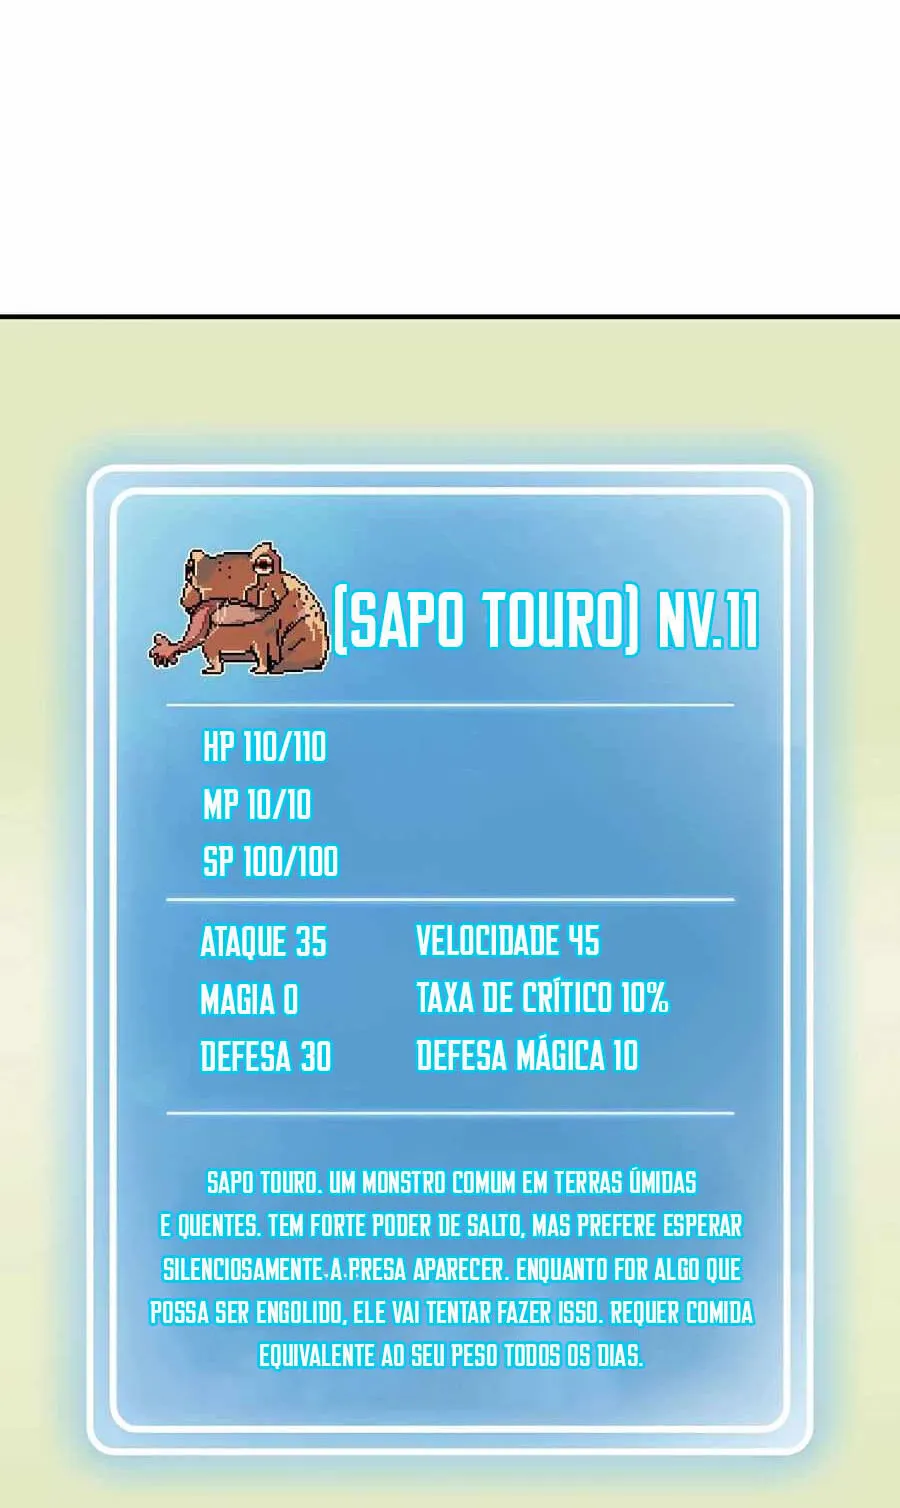 [SAPO TOURO] NV.11
HP 110/110
MP 10/10
SP 100/100
ATAQUE 35
VELOCIDADE 45
MAGIA 0
TAXA DE CRÍTICO 10%
DEFESA 30
DEFESA MÁGICA 10
SAPO TOURO. UM MONSTRO COMUM EM TERRAS ÚMIDAS
E QUENTES. TEM FORTE PODER DE SALTO, MAS PREFERE ESPERAR
SILENCIOSAMENTE A PRESA APARECER. ENQUANTO FOR ALGO QUE
POSSA SER ENGOLIDO, ELE VAI TENTAR FAZER ISSO. REQUER COMIDA
EQUIVALENTE AO SEU PESO TODOS OS DIAS.